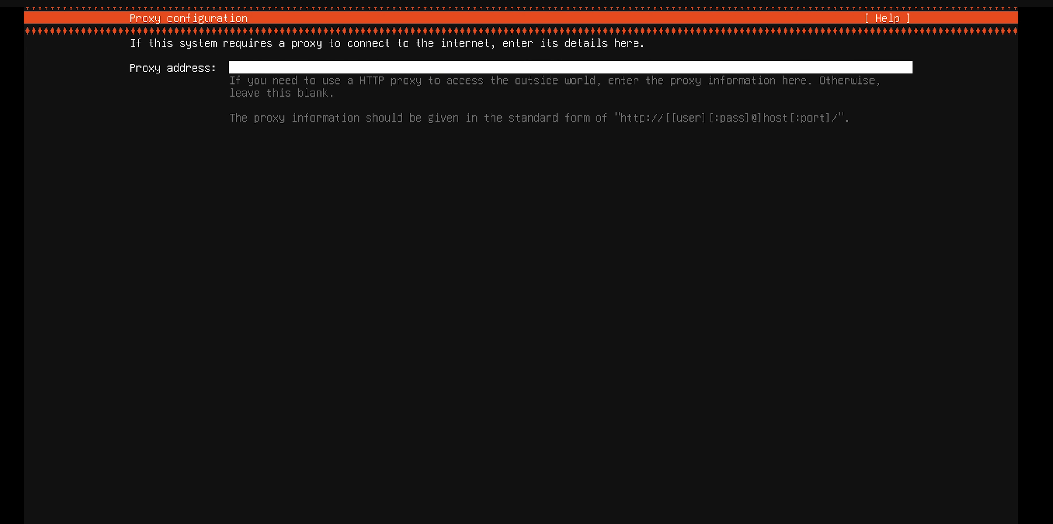 Proxy configuration [ Help ]
If this system requires a proxy to connect to the internet, enter its details here.
Proxy address:
If you need to use a HTTP proxy to access the outside world, enter the proxy information here. Otherwise,
leave this blank.
The proxy information should be given in the standard form of "http://[[user][:pass]@]host[:port]/".